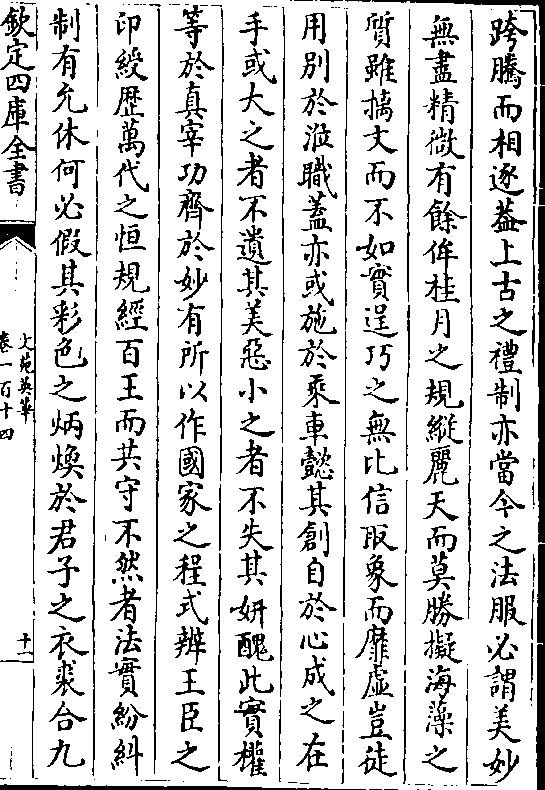 跨騰而相逐葢上古之禮制亦當今之法服必謂美妙
無盡精微有餘侔桂月之規縱麗天而莫勝擬海藻之
質雖摛文而不如實逞巧之無比信取象而靡虛豈徒
用別於涖職蓋亦或施於乘車懿其創自於心成之在
手或大之者不遺其美惡小之者不失其妍醜此實權
等於真宰功齊於妙有所以作國家之程式辨王臣之
印綬歴萬代之恒規經百王而共守不然者法實紛糾
制有允休何必假其彩色之炳煥於君子之衣裘合九
欽定四庫全書
文苑英華
卷一百十四
十一